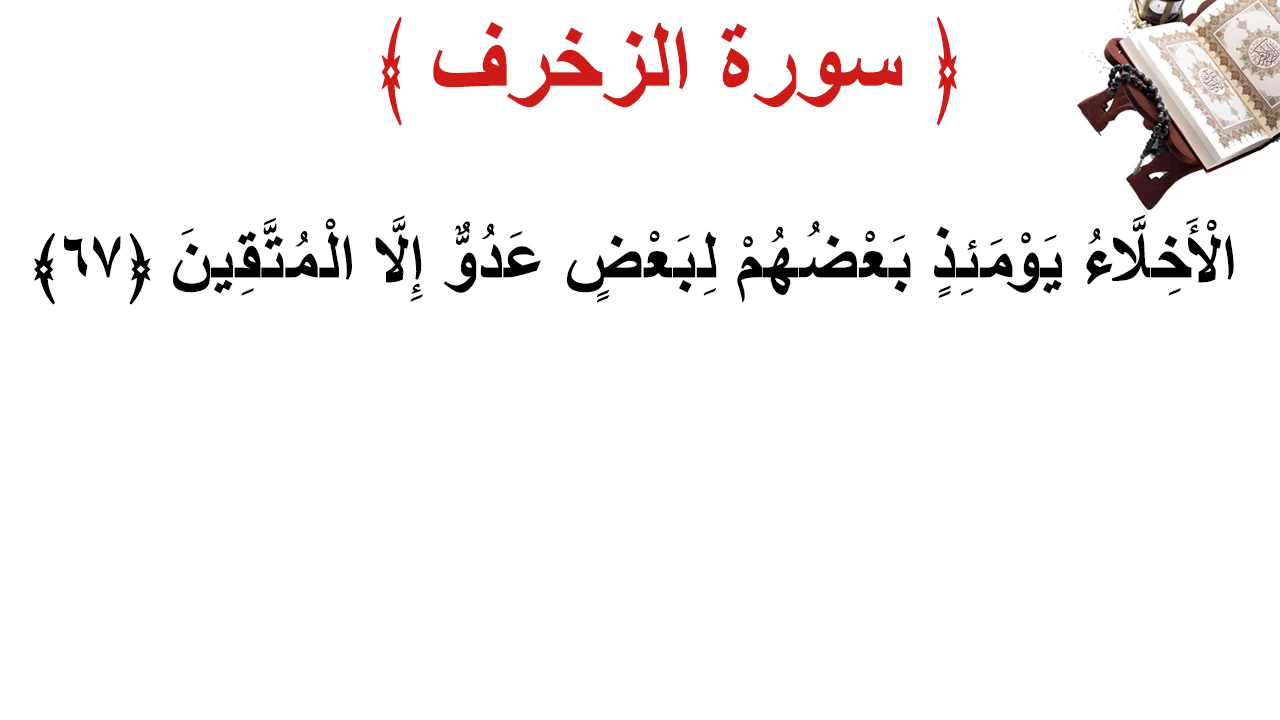 ﴿ سورة الزخرف ﴾
الْأَخِلَّاءُ يَوْمَئِذٍ بَعْضُهُمْ لِبَعْضٍ عَدُوٌّ إِلَّا الْمُتَّقِينَ ﴿٦٧﴾